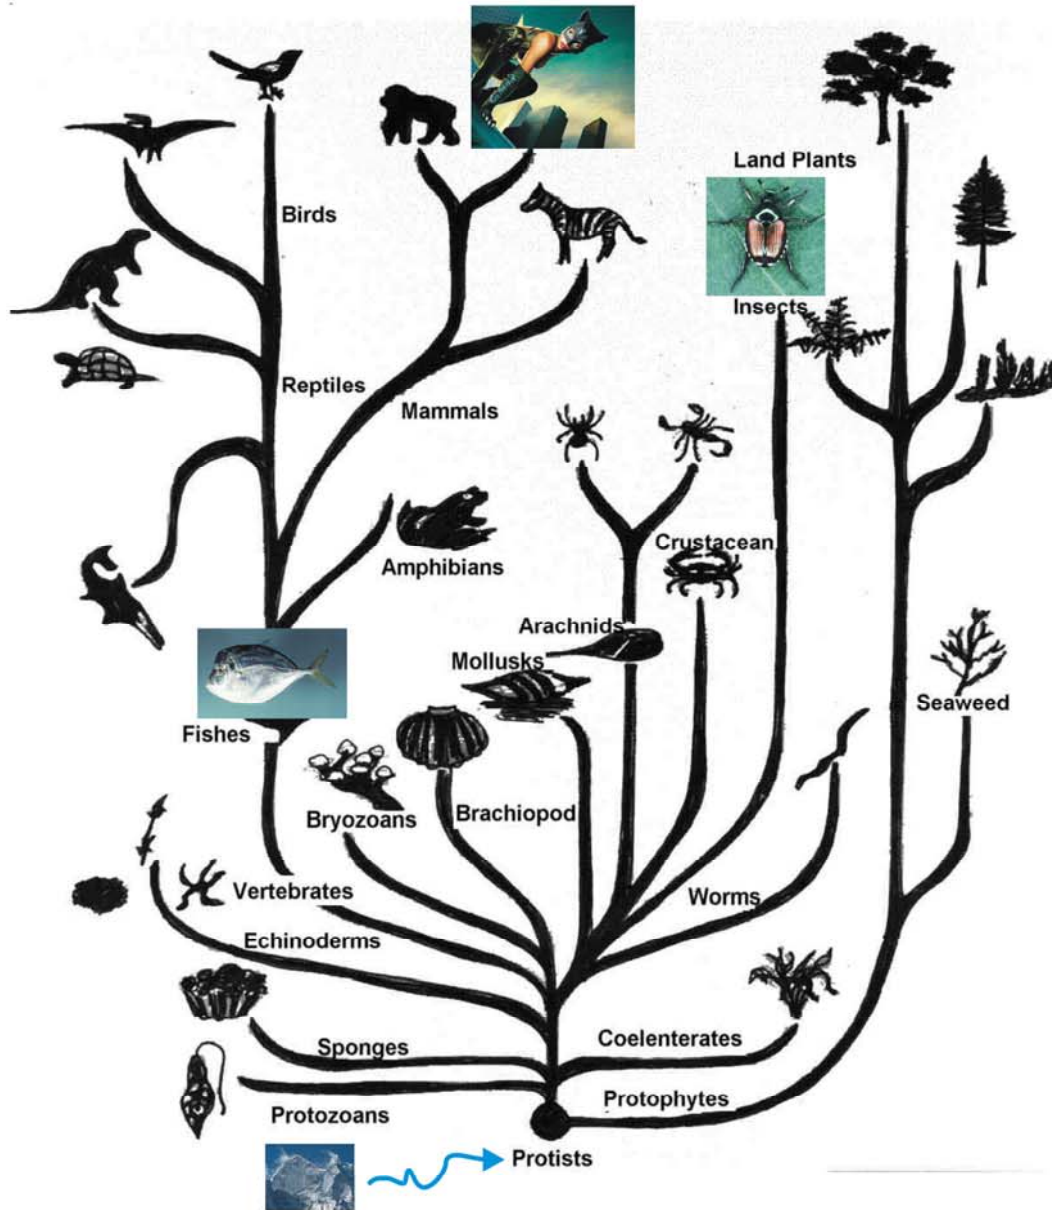 Land Plants
Birds
Insects
Reptiles
Mammals
Crustacean
Amphibians
Arachnids
Mollusks
Seaweed
Fishes
Bryozoans
Brachiopod
Vertebrates
Worms
Echinoderms
Sponges
Coelenterates
Protophytes
Protozoans
Protists